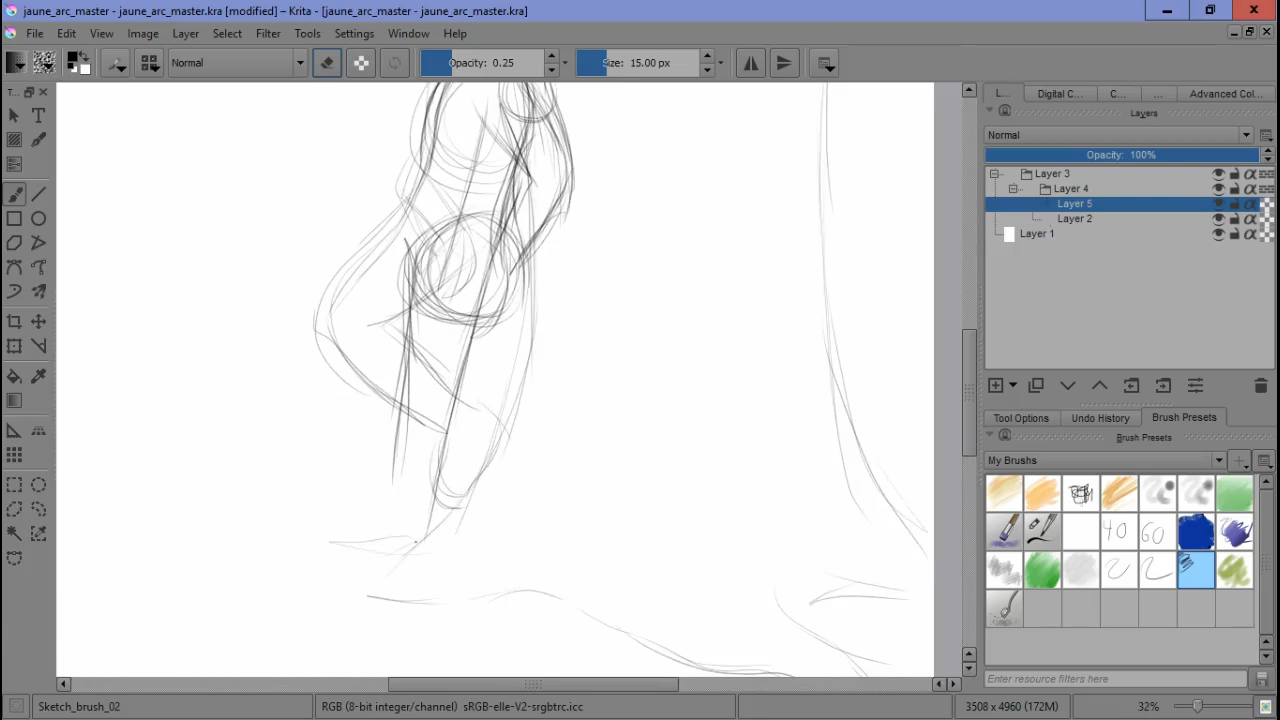 jaune_arc_master - jaune_arc_master.kra [modified] – Krita - [jaune_arc_master - jaune_arc_master.kra]
File Edit View Image Layer Select Filter Tools Settings Window Help
Normal Opacity: 0.25 Size: 15.00 px
T... L... Digital C... C... ... Advanced Col...
Layers
Normal
Opacity: 100%
Layer 3
Layer 4
Layer 5
Layer 2
Layer 1
Tool Options Undo History Brush Presets
Brush Presets
My Brushes
40 60
Enter resource filters here
Sketch_brush_02 RGB (8-bit integer/channel) sRGB-elle-V2-srgbtrc.icc 3508 x 4960 (172M) 32%